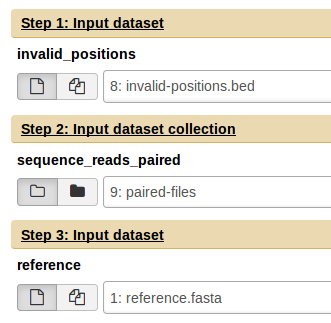 Step 1: Input dataset
invalid_positions
8: invalid-positions.bed
Step 2: Input dataset collection
sequence_reads_paired
9: paired-files
Step 3: Input dataset
reference
1: reference.fasta